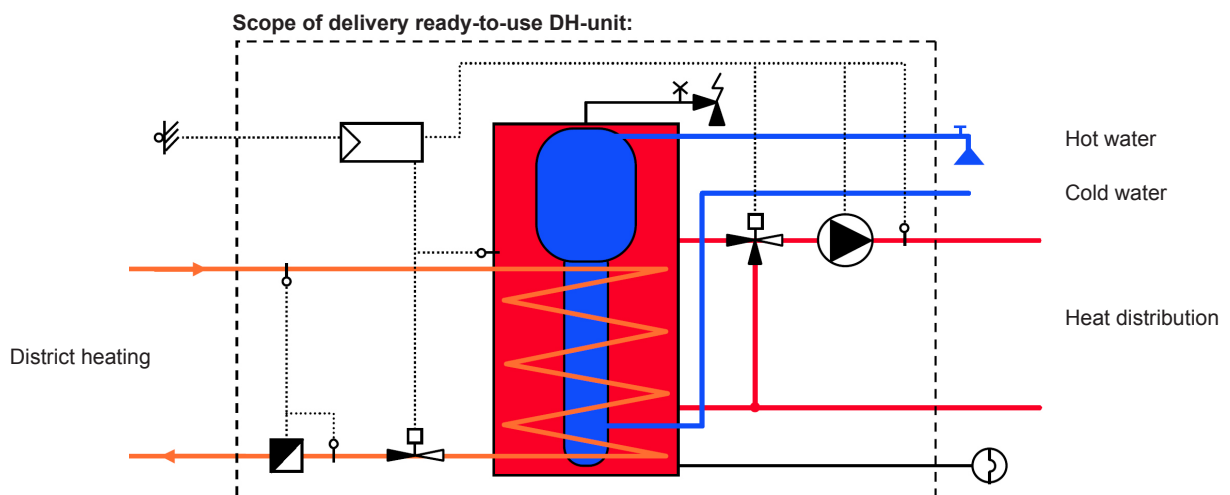 Scope of delivery ready-to-use DH-unit:
Hot water
Cold water
Heat distribution
District heating